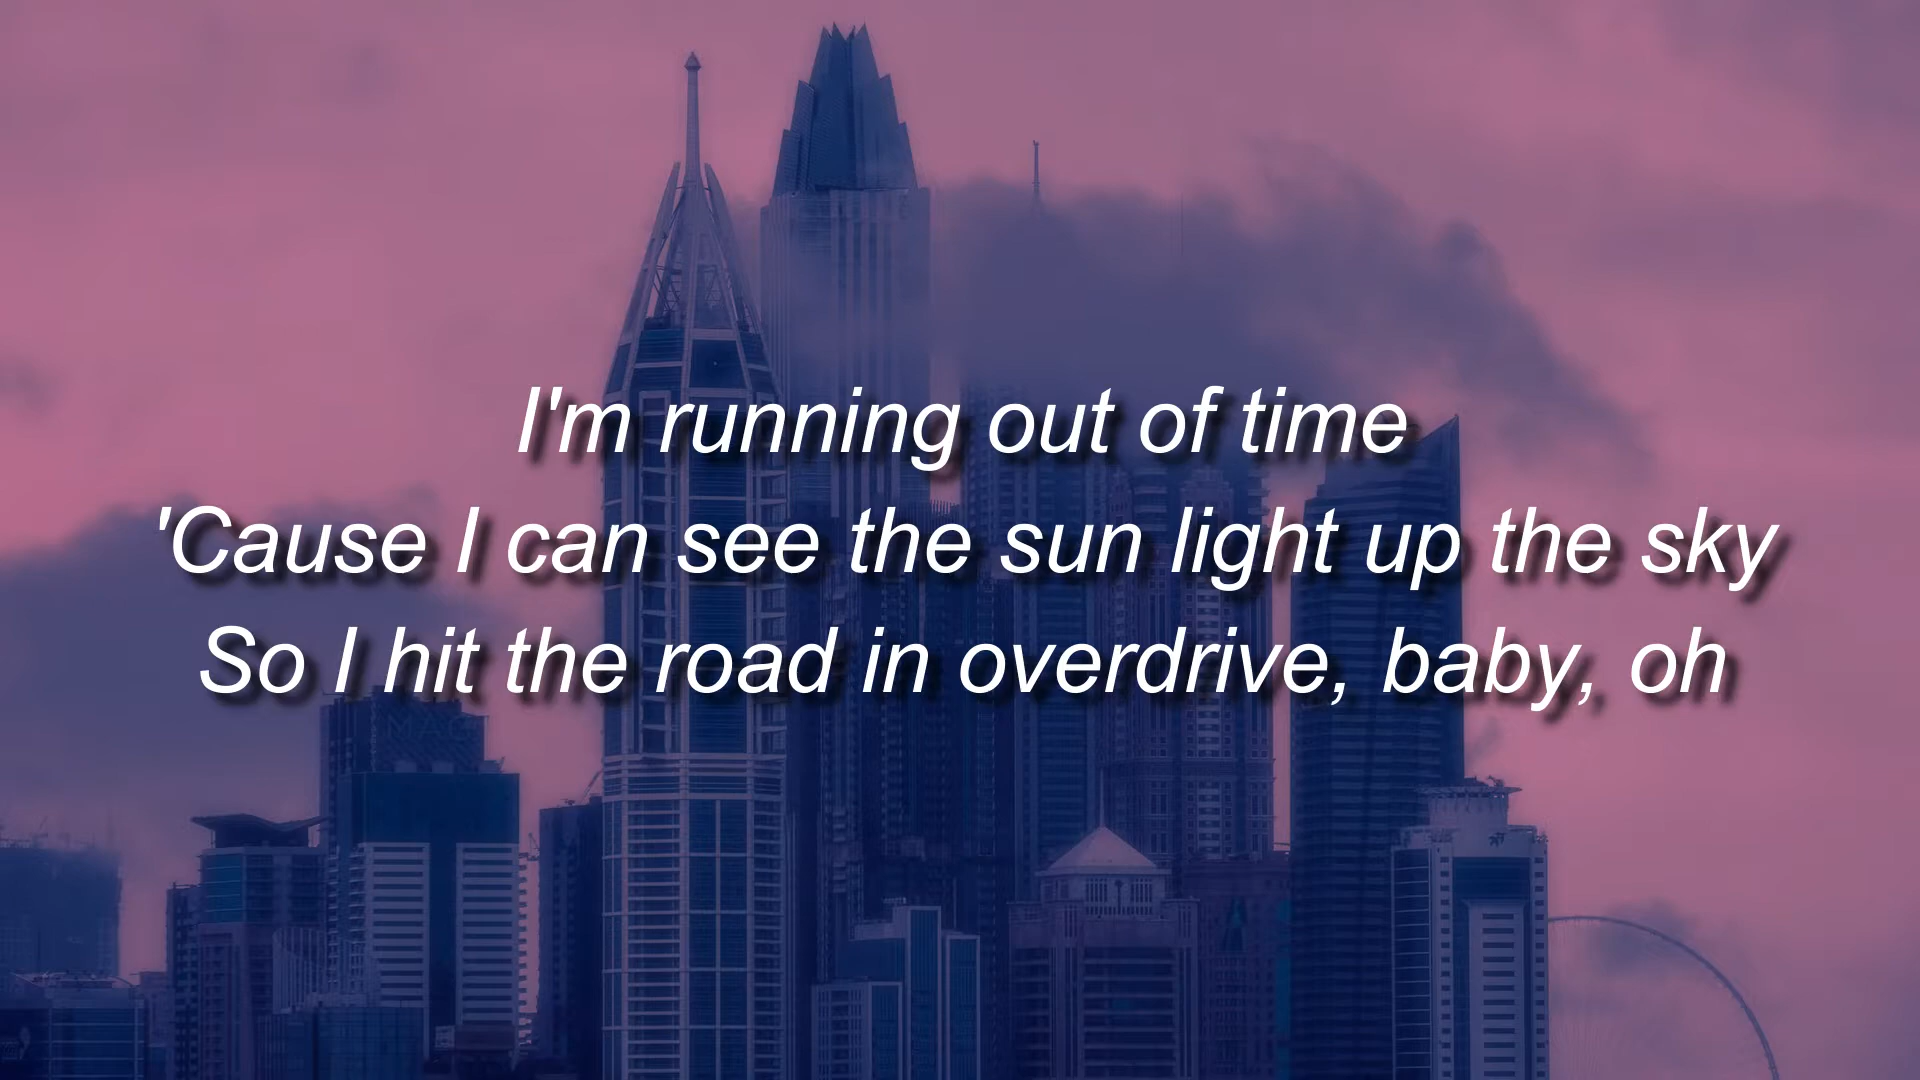 I'm running out of time
'Cause I can see the sun light up the sky
So I hit the road in overdrive, baby, oh